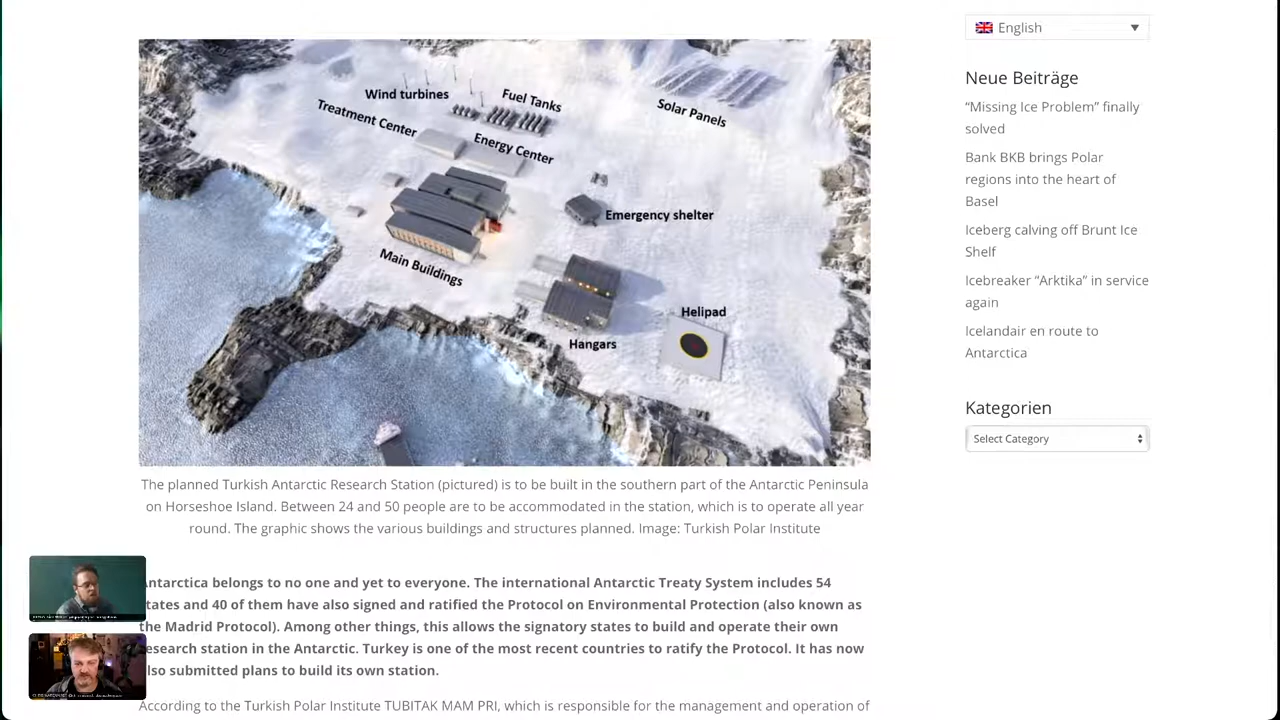 English
Neue Beiträge
“Missing Ice Problem” finally
solved
Bank BKB brings Polar
regions into the heart of
Basel
Iceberg calving off Brunt Ice
Shelf
Icebreaker “Arktika” in service
again
Icelandair en route to
Antarctica
Kategorien
Select Category
Wind turbines
Fuel Tanks
Solar Panels
Treatment Center
Energy Center
Emergency shelter
Main Buildings
Helipad
Hangars
The planned Turkish Antarctic Research Station (pictured) is to be built in the southern part of the Antarctic Peninsula
on Horseshoe Island. Between 24 and 50 people are to be accommodated in the station, which is to operate all year
round. The graphic shows the various buildings and structures planned. Image: Turkish Polar Institute
Antarctica belongs to no one and yet to everyone. The international Antarctic Treaty System includes 54
states and 40 of them have also signed and ratified the Protocol on Environmental Protection (also known as
the Madrid Protocol). Among other things, this allows the signatory states to build and operate their own
research station in the Antarctic. Turkey is one of the most recent countries to ratify the Protocol. It has now
also submitted plans to build its own station.
According to the Turkish Polar Institute TUBITAK MAM PRI, which is responsible for the management and operation of